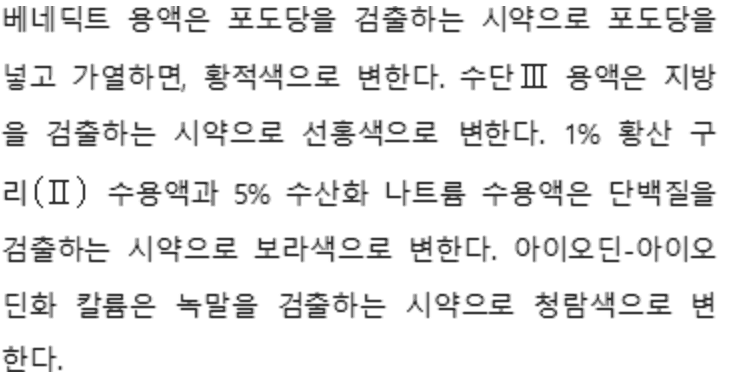 베네딕트 용액은 포도당을 검출하는 시약으로 포도당을
넣고 가열하면, 황적색으로 변한다. 수단Ⅲ 용액은 지방
을 검출하는 시약으로 선홍색으로 변한다. 1% 황산 구
리(Ⅱ) 수용액과 5% 수산화 나트륨 수용액은 단백질을
검출하는 시약으로 보라색으로 변한다. 아이오딘-아이오
딘화 칼륨은 녹말을 검출하는 시약으로 청람색으로 변
한다.